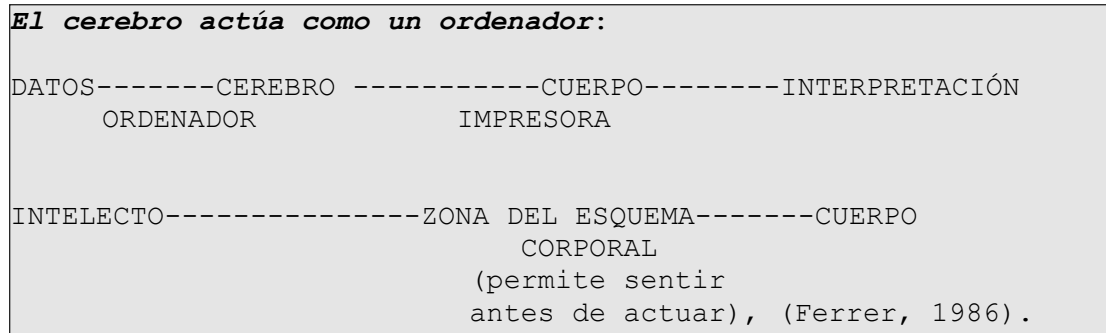 El cerebro actúa como un ordenador:
DATOS-------CEREBRO -----------CUERPO--------INTERPRETACIÓN
ORDENADOR IMPRESORA
INTELECTO---------------ZONA DEL ESQUEMA-------CUERPO
CORPORAL
(permite sentir
antes de actuar), (Ferrer, 1986).